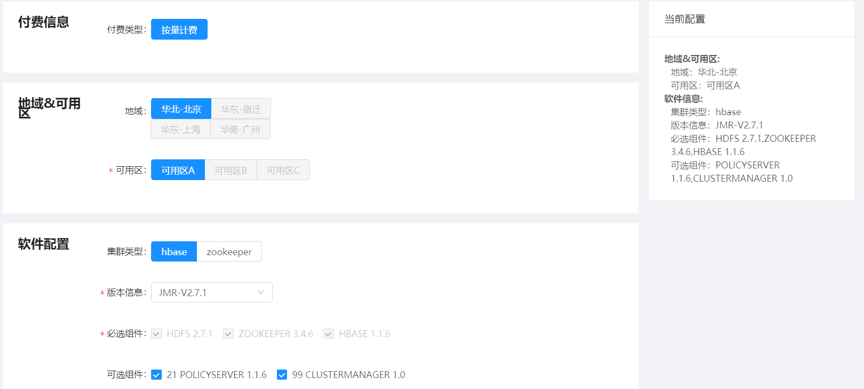 付费信息
付费类型: 按量计费
地域&可用区
地域: 华北-北京 华东-宿迁
华东-上海 华南-广州
* 可用区: 可用区A 可用区B 可用区C
软件配置
集群类型: hbase zookeeper
* 版本信息: JMR-V2.7.1
* 必选组件: HDFS 2.7.1 ZOOKEEPER 3.4.6 HBASE 1.1.6
可选组件: 21 POLICYSERVER 1.1.6 99 CLUSTERMANAGER 1.0
当前配置
地域&可用区:
地域: 华北-北京
可用区: 可用区A
软件信息:
集群类型: hbase
版本信息: JMR-V2.7.1
必选组件: HDFS 2.7.1,ZOOKEEPER
3.4.6,HBASE 1.1.6
可选组件: POLICYSERVER
1.1.6,CLUSTERMANAGER 1.0